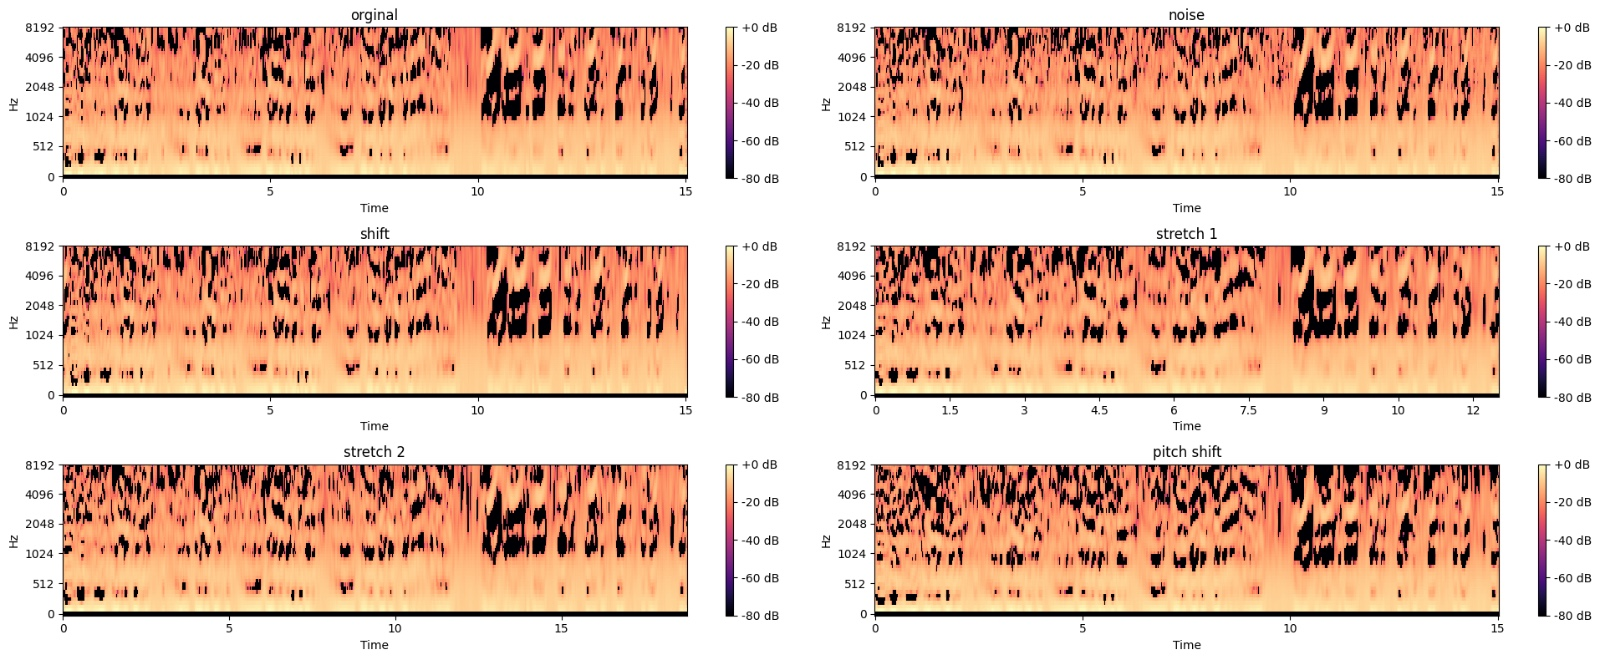 orginal
8192
4096
2048
1024
512
0
Hz
0 5 10 15
Time
+0 dB
-20 dB
-40 dB
-60 dB
-80 dB
noise
8192
4096
2048
1024
512
0
Hz
0 5 10 15
Time
+0 dB
-20 dB
-40 dB
-60 dB
-80 dB
shift
8192
4096
2048
1024
512
0
Hz
0 5 10 15
Time
+0 dB
-20 dB
-40 dB
-60 dB
-80 dB
stretch 1
8192
4096
2048
1024
512
0
Hz
0 1.5 3 4.5 6 7.5 9 10 12
Time
+0 dB
-20 dB
-40 dB
-60 dB
-80 dB
stretch 2
8192
4096
2048
1024
512
0
Hz
0 5 10 15
Time
+0 dB
-20 dB
-40 dB
-60 dB
-80 dB
pitch shift
8192
4096
2048
1024
512
0
Hz
0 5 10 15
Time
+0 dB
-20 dB
-40 dB
-60 dB
-80 dB